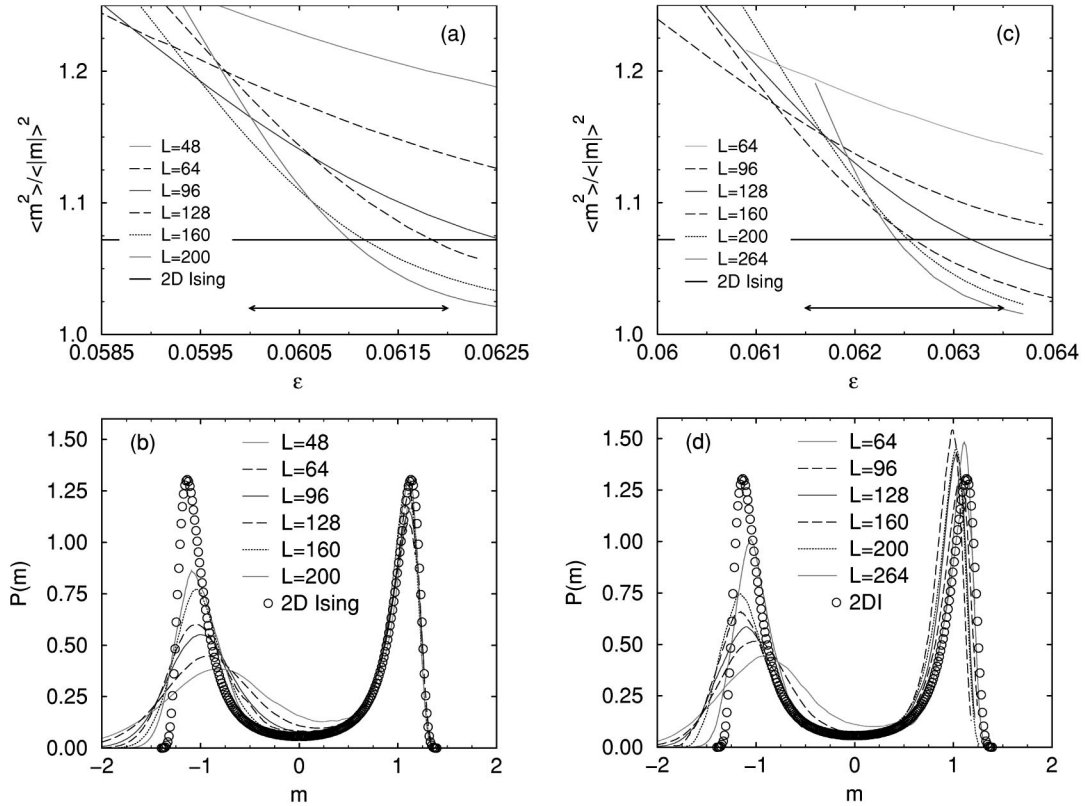 (a)
<m²>/<|m|>²
1.2
1.1
1.0
L=48
L=64
L=96
L=128
L=160
L=200
2D Ising
0.0585 0.0595 0.0605 0.0615 0.0625
ε
(c)
<m²>/<|m|>²
1.2
1.1
1.0
L=64
L=96
L=128
L=160
L=200
L=264
2D Ising
0.06 0.061 0.062 0.063 0.064
ε
(b)
P(m)
1.50
1.25
1.00
0.75
0.50
0.25
0.00
L=48
L=64
L=96
L=128
L=160
L=200
2D Ising
−2 −1 0 1 2
m
(d)
P(m)
1.50
1.25
1.00
0.75
0.50
0.25
0.00
L=64
L=96
L=128
L=160
L=200
L=264
2DI
−2 −1 0 1 2
m